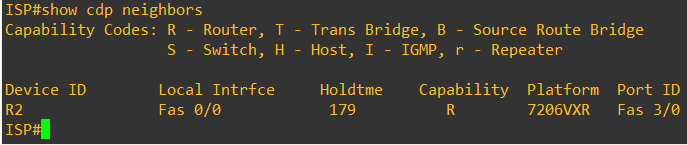 ISP#show cdp neighbors
Capability Codes: R - Router, T - Trans Bridge, B - Source Route Bridge
                  S - Switch, H - Host, I - IGMP, r - Repeater

Device ID        Local Intrfce     Holdtme    Capability  Platform  Port ID
R2               Fas 0/0            179           R       7206VXR   Fas 3/0
ISP#